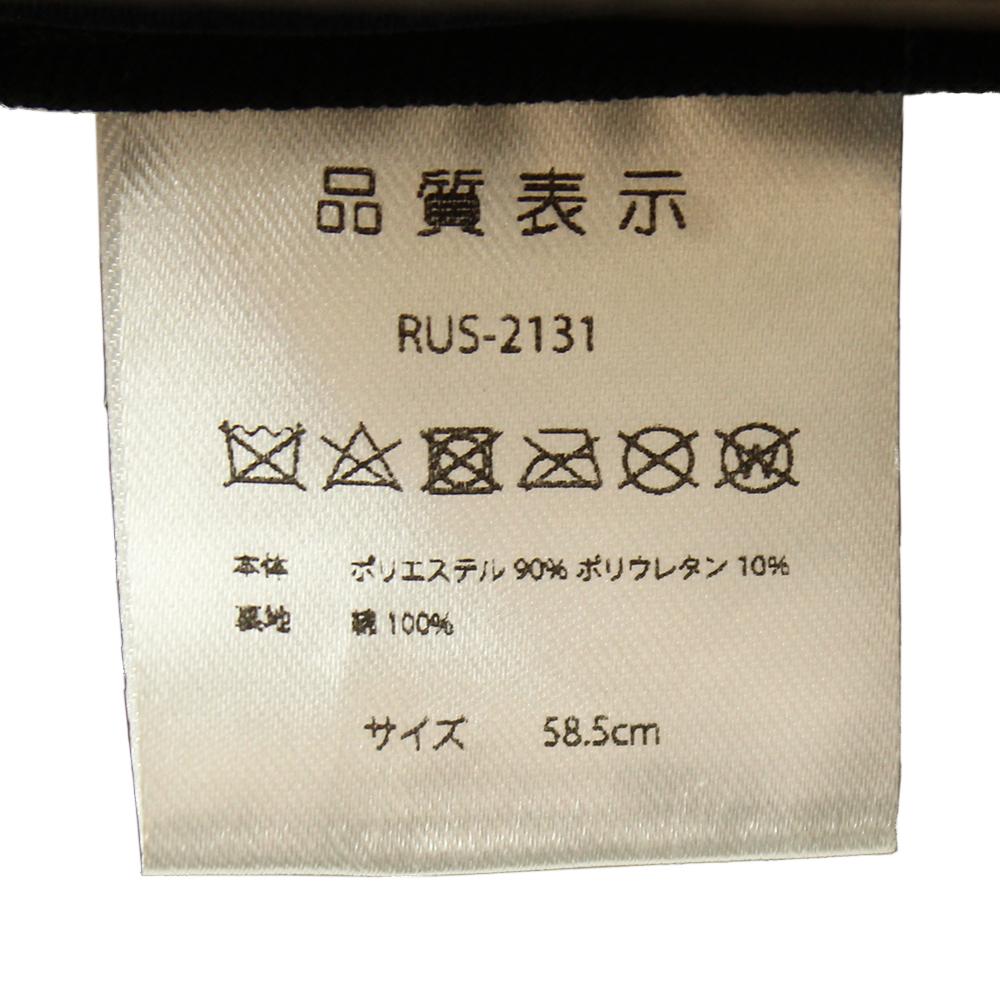 品質表示
RUS-2131
本体 ポリエステル 90% ポリウレタン 10%
裏地 綿 100%
サイズ 58.5cm